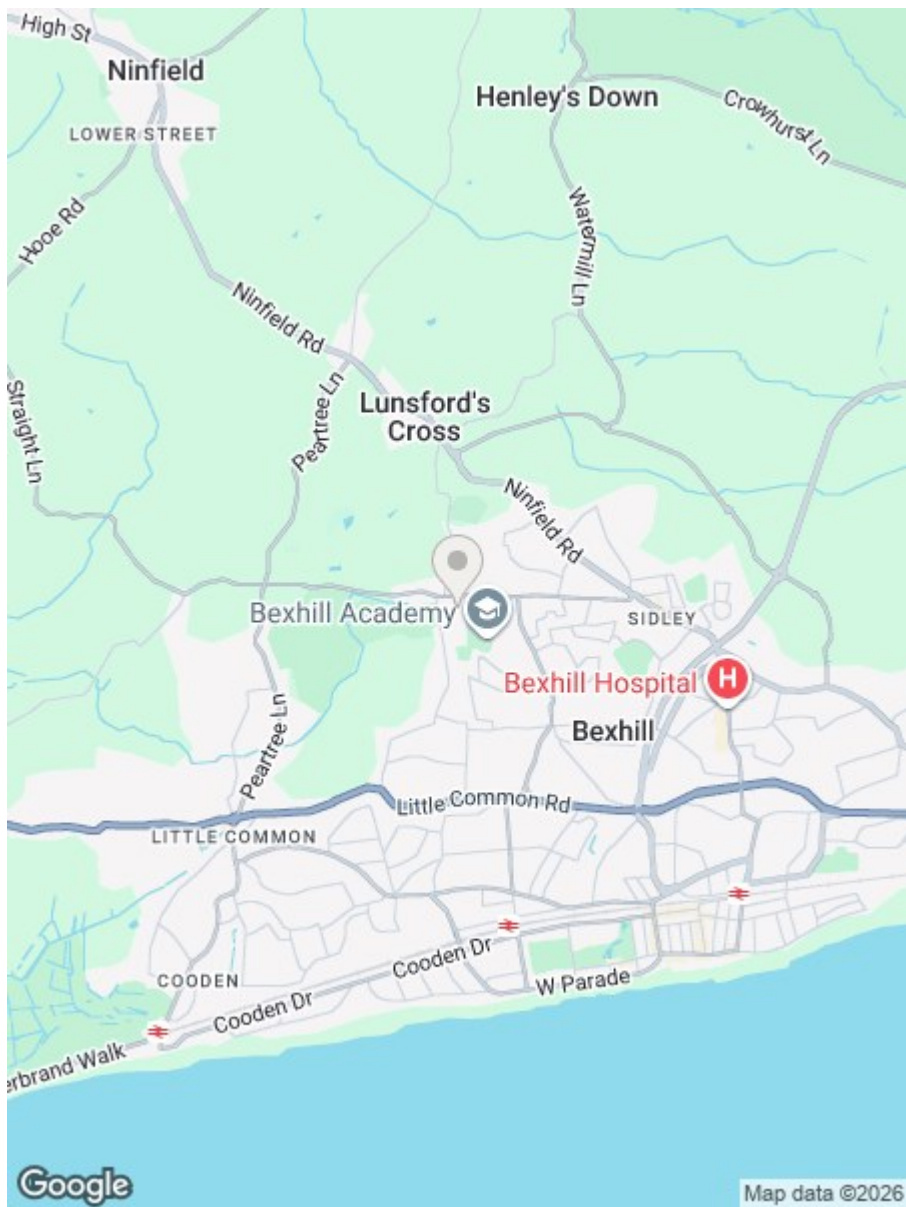 High St
Ninfield
Henley's Down
Crowhurst Ln
LOWER STREET
Hooe Rd
Watermill Ln
Ninfield Rd
Straight Ln
Peartree Ln
Lunsford's
Cross
Ninfield Rd
Bexhill Academy
SIDLEY
Bexhill Hospital
H
Bexhill
Peartree Ln
Little Common Rd
LITTLE COMMON
COODEN
Cooden Dr
W Parade
Cooden Dr
erbrand Walk
Google
Map data ©2026